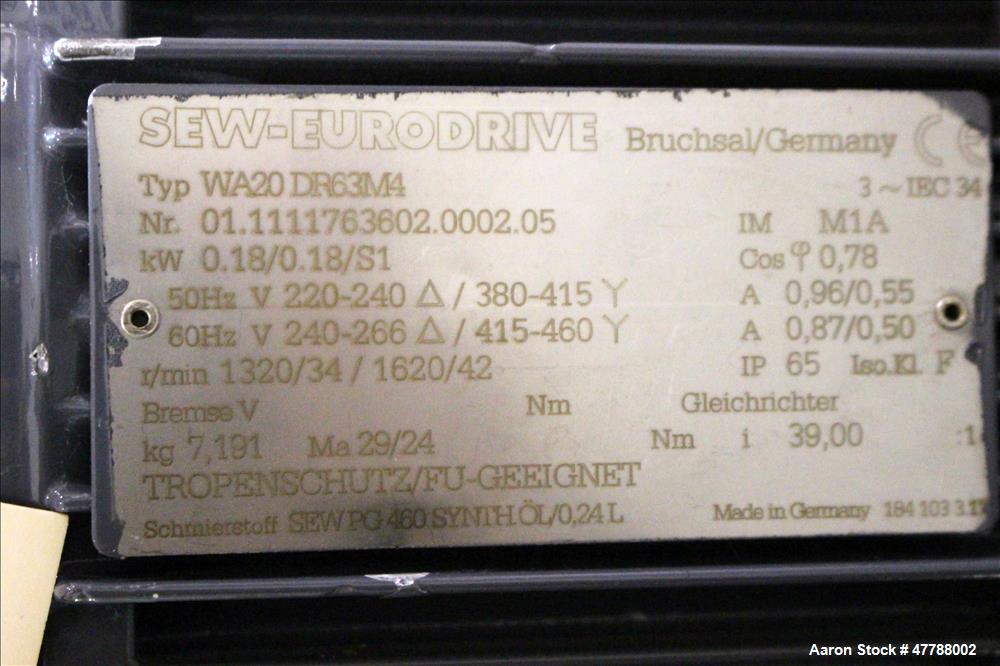 SEW-EURODRIVE Bruchsal/Germany CE
Typ WA20 DR63M4 3 ~ IEC 34
Nr. 01.1111763602.0002.05 IM M1A
kW 0.18/0.18/S1 Cos φ 0,78
50Hz V 220-240 Δ / 380-415 Y A 0,96/0,55
60Hz V 240-266 Δ / 415-460 Y A 0,87/0,50
r/min 1320/34 / 1620/42 IP 65 Iso.Kl. F
Bremse V Nm Gleichrichter
kg 7,191 Ma 29/24 Nm i 39,00 :1
TROPENSCHUTZ/FU-GEEIGNET
Schmierstoff SEW PG 460 SYNTH.ÖL/0,24 L Made in Germany 184 103 3.17
Aaron Stock # 47788002